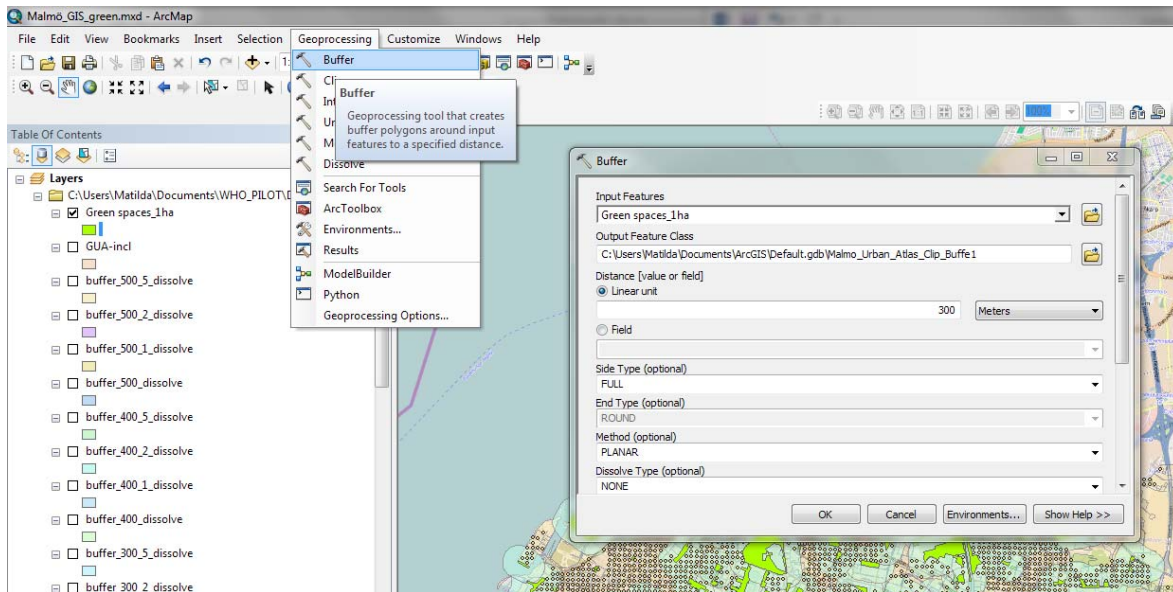 Malmö_GIS_green.mxd - ArcMap
File Edit View Bookmarks Insert Selection Geoprocessing Customize Windows Help
Buffer
Buffer
Geoprocessing tool that creates
buffer polygons around input
features to a specified distance.
Dissolve
Search For Tools
ArcToolbox
Environments...
Results
ModelBuilder
Python
Geoprocessing Options...
100%
Table Of Contents
Layers
C:\Users\Matilda\Documents\WHO_PILOT\
Green spaces_1ha
GUA-incl
buffer_500_5_dissolve
buffer_500_2_dissolve
buffer_500_1_dissolve
buffer_500_dissolve
buffer_400_5_dissolve
buffer_400_2_dissolve
buffer_400_1_dissolve
buffer_400_dissolve
buffer_300_5_dissolve
buffer_300_2_dissolve
Buffer
Input Features
Green spaces_1ha
Output Feature Class
C:\Users\Matilda\Documents\ArcGIS\Default.gdb\Malmo_Urban_Atlas_Clip_Buffe1
Distance [value or field]
Linear unit
300 Meters
Field
Side Type (optional)
FULL
End Type (optional)
ROUND
Method (optional)
PLANAR
Dissolve Type (optional)
NONE
OK Cancel Environments... Show Help >>